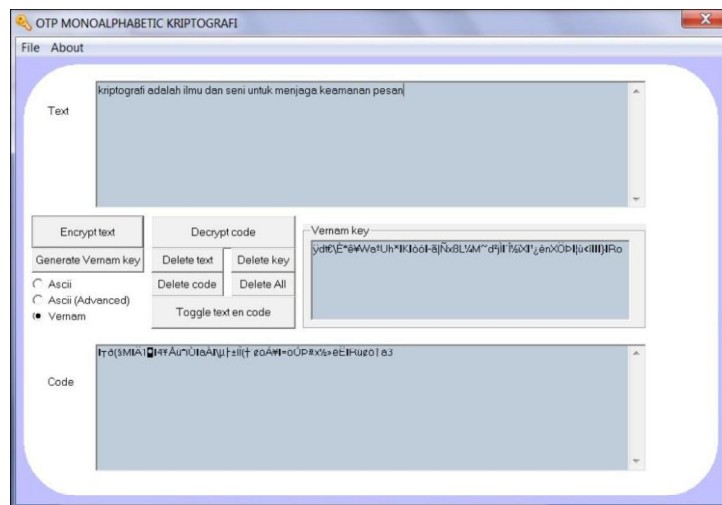 OTP MONOALPHABETIC KRIPTOGRAFI
File About
Text
kriptografi adalah ilmu dan seni untuk menjaga keamanan pesan
Encrypt text
Decrypt code
Generate Vernam key
Delete text
Delete key
Delete code
Delete All
Toggle text en code
Ascii
Ascii (Advanced)
Vernam
Vernam key
Code